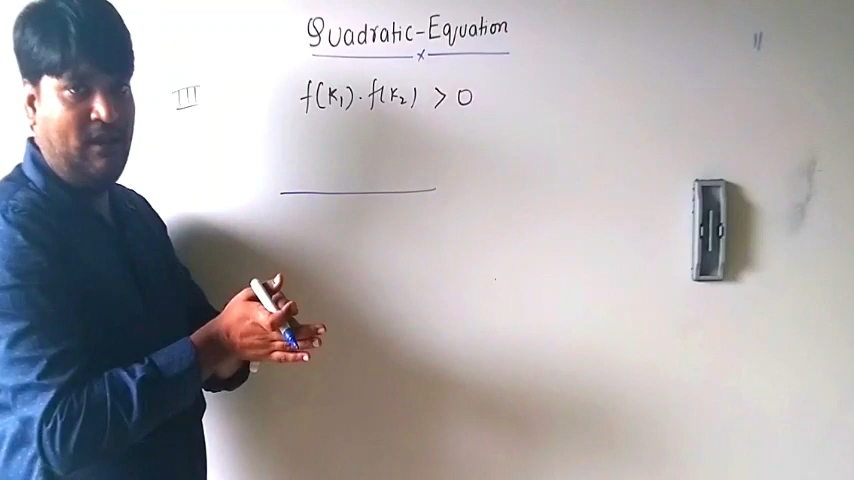 Quadratic-Equation
x
III
f(K₁) . f(K₂) > 0